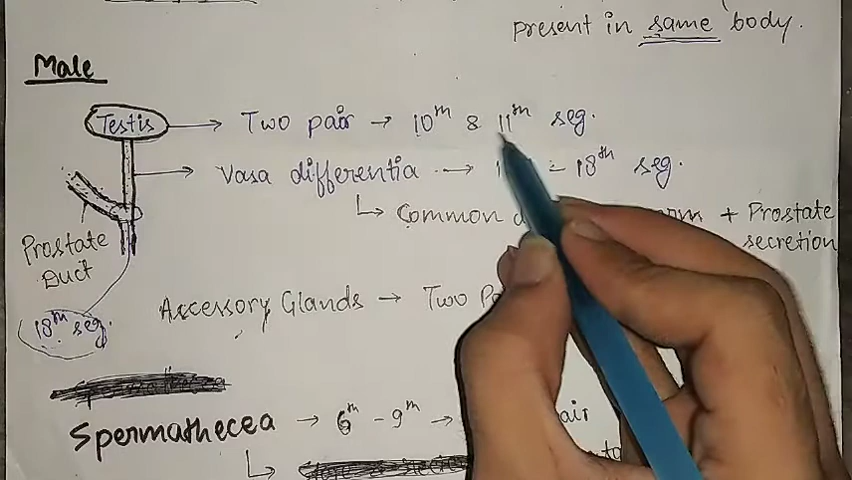 present in same body.
Male
Testis → Two pair → 10th & 11th seg.
Vasa differentia → - 18th seg.
↳ Common + Prostate
secretion
Prostate
Duct
18th seg.
Accessory Glands → Two
Spermathecea → 6th - 9th → air